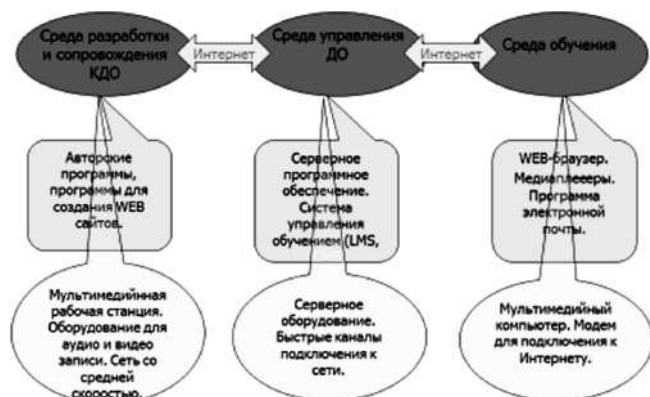 Среда разработки
и сопровождения
КДО
Интернет
Среда управления
ДО
Интернет
Среда обучения
Авторские
программы,
программы для
создания WEB
сайтов.
Серверное
программное
обеспечение.
Система
управления
обучением (LMS,
WEB-браузер.
Медиаплеееры.
Программа
электронной
почты.
Мультимедийнная
рабочая станция.
Оборудование для
аудио и видео
записи. Сеть со
средней
скоростью.
Серверное
оборудование.
Быстрые каналы
подключения к
сети.
Мультимедийный
компьютер. Модем
для подключения к
Интернету.